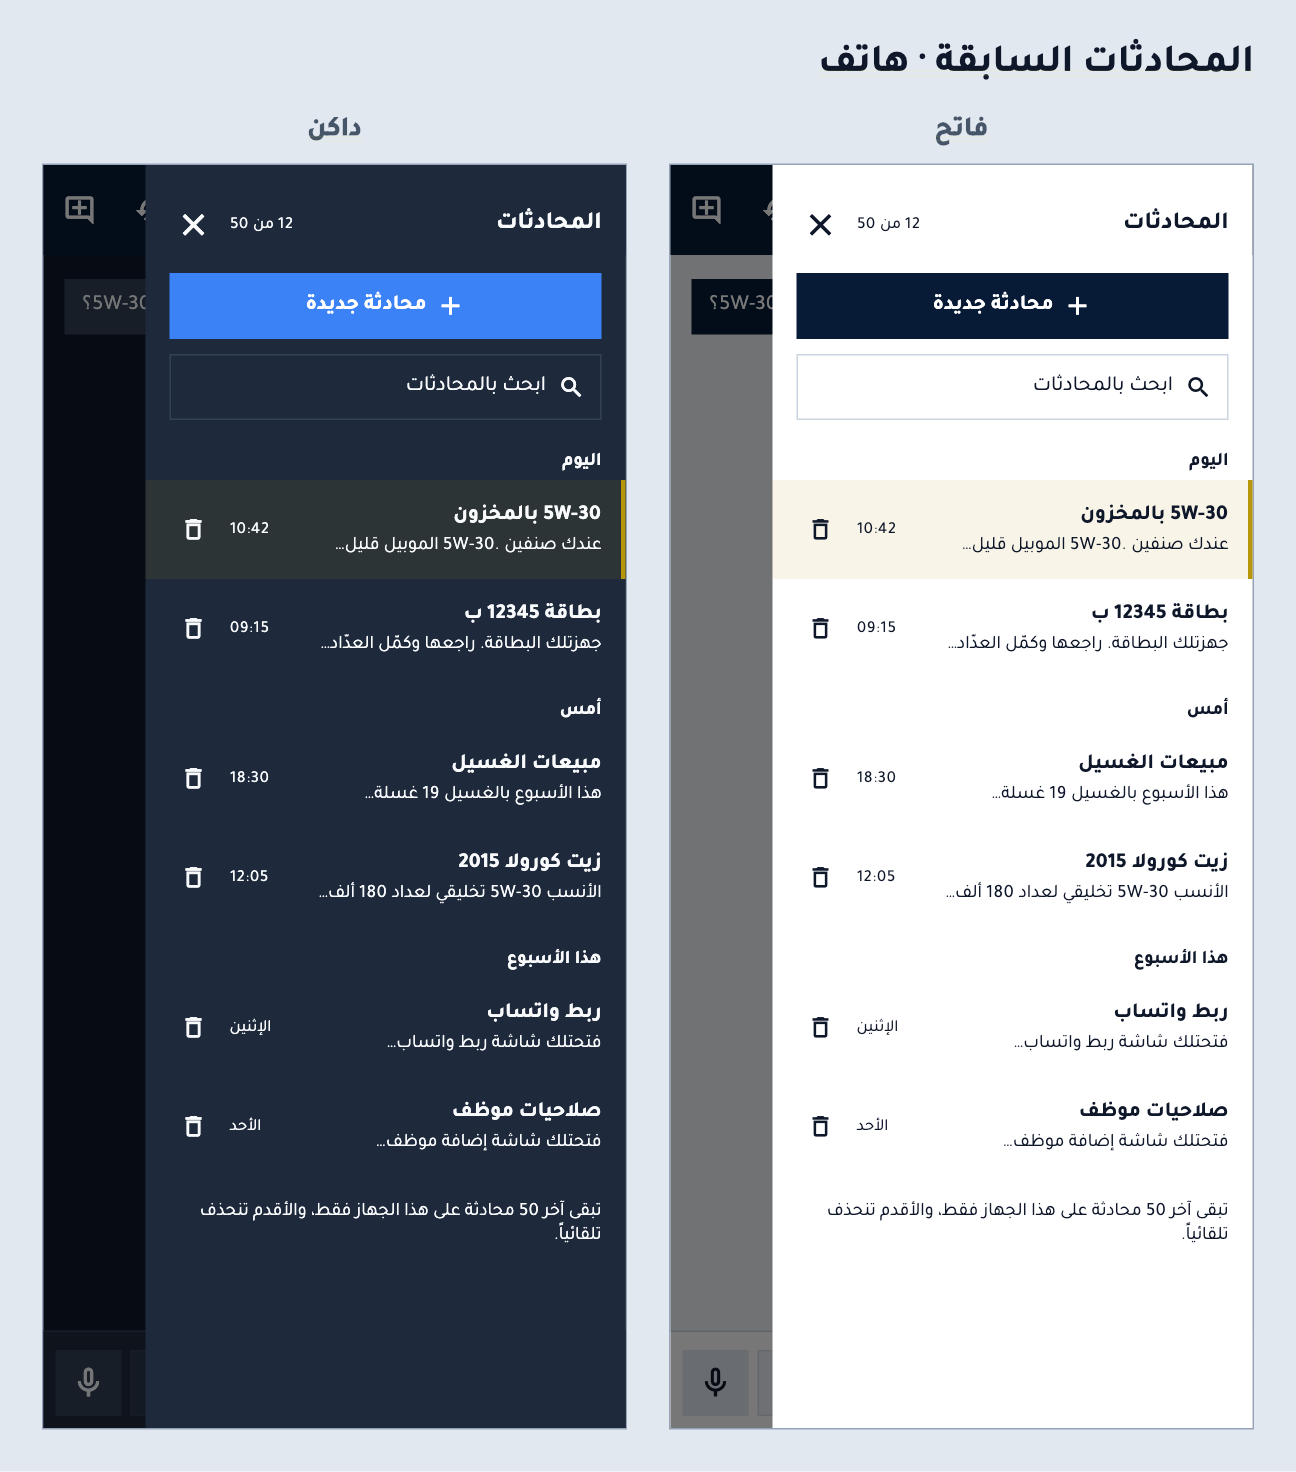 المحادثات السابقة · هاتف
فاتح
المحادثات
12 من 50
محادثة جديدة
ابحث بالمحادثات
اليوم
5W-30 بالمخزون
10:42
عندك صنفين .5W-30 الموبيل قليل...
بطاقة 12345 ب
09:15
جهزتلك البطاقة. راجعها وكمّل العدّاد...
أمس
مبيعات الغسيل
18:30
هذا الأسبوع بالغسيل 19 غسلة...
زيت كورولا 2015
12:05
الأنسب 5W-30 تخليقي لعداد 180 ألف...
هذا الأسبوع
ربط واتساب
الإثنين
فتحتلك شاشة ربط واتساب...
صلاحيات موظف
الأحد
فتحتلك شاشة إضافة موظف...
تبقى آخر 50 محادثة على هذا الجهاز فقط، والأقدم تنحذف
تلقائياً.
5W-30؟
داكن
المحادثات
12 من 50
محادثة جديدة
ابحث بالمحادثات
اليوم
5W-30 بالمخزون
10:42
عندك صنفين .5W-30 الموبيل قليل...
بطاقة 12345 ب
09:15
جهزتلك البطاقة. راجعها وكمّل العدّاد...
أمس
مبيعات الغسيل
18:30
هذا الأسبوع بالغسيل 19 غسلة...
زيت كورولا 2015
12:05
الأنسب 5W-30 تخليقي لعداد 180 ألف...
هذا الأسبوع
ربط واتساب
الإثنين
فتحتلك شاشة ربط واتساب...
صلاحيات موظف
الأحد
فتحتلك شاشة إضافة موظف...
تبقى آخر 50 محادثة على هذا الجهاز فقط، والأقدم تنحذف
تلقائياً.
5W-30؟